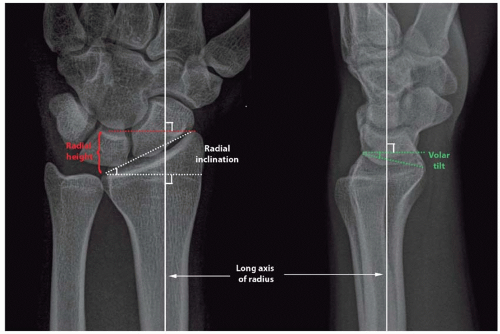 Radial
height
Radial
inclination
Volar
tilt
Long axis
of radius